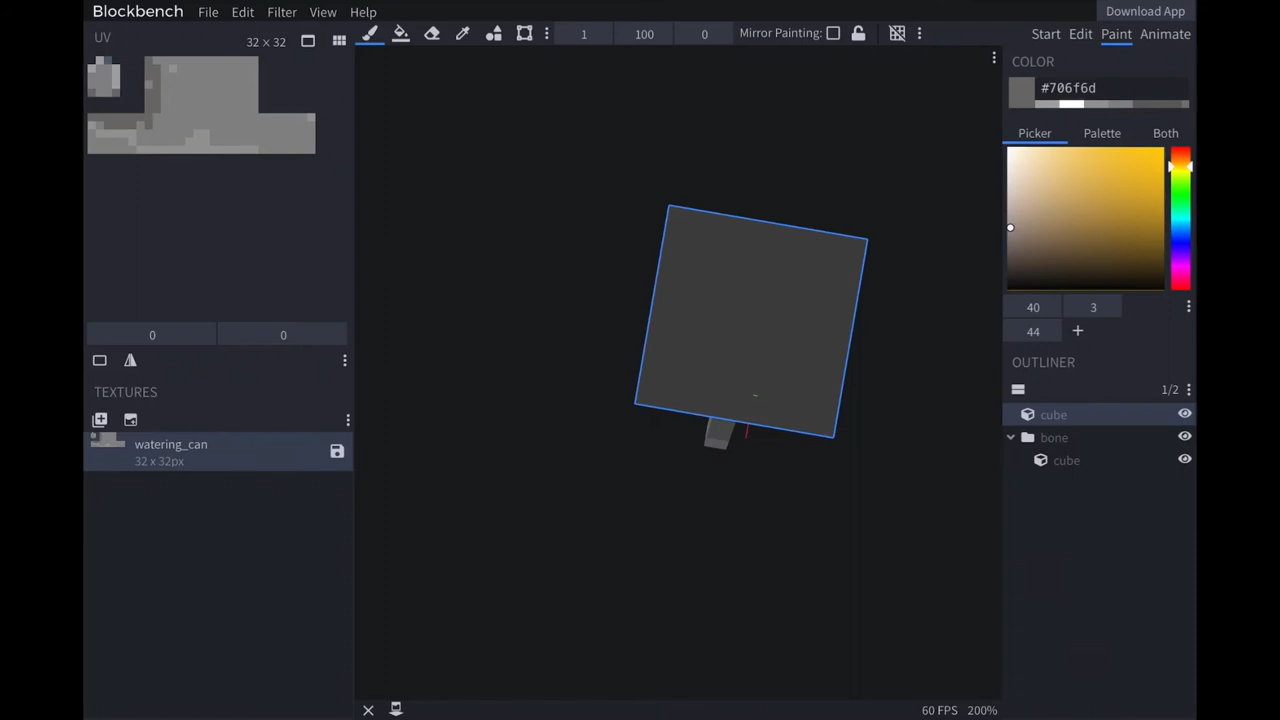 Blockbench File Edit Filter View Help Download App
UV 32 × 32 1 100 0 Mirror Painting: Start Edit Paint Animate
COLOR
#706f6d
Picker Palette Both
40 3
44
0 0
OUTLINER
TEXTURES
1/2
cube
bone
cube
watering_can
32 x 32px
60 FPS 200%